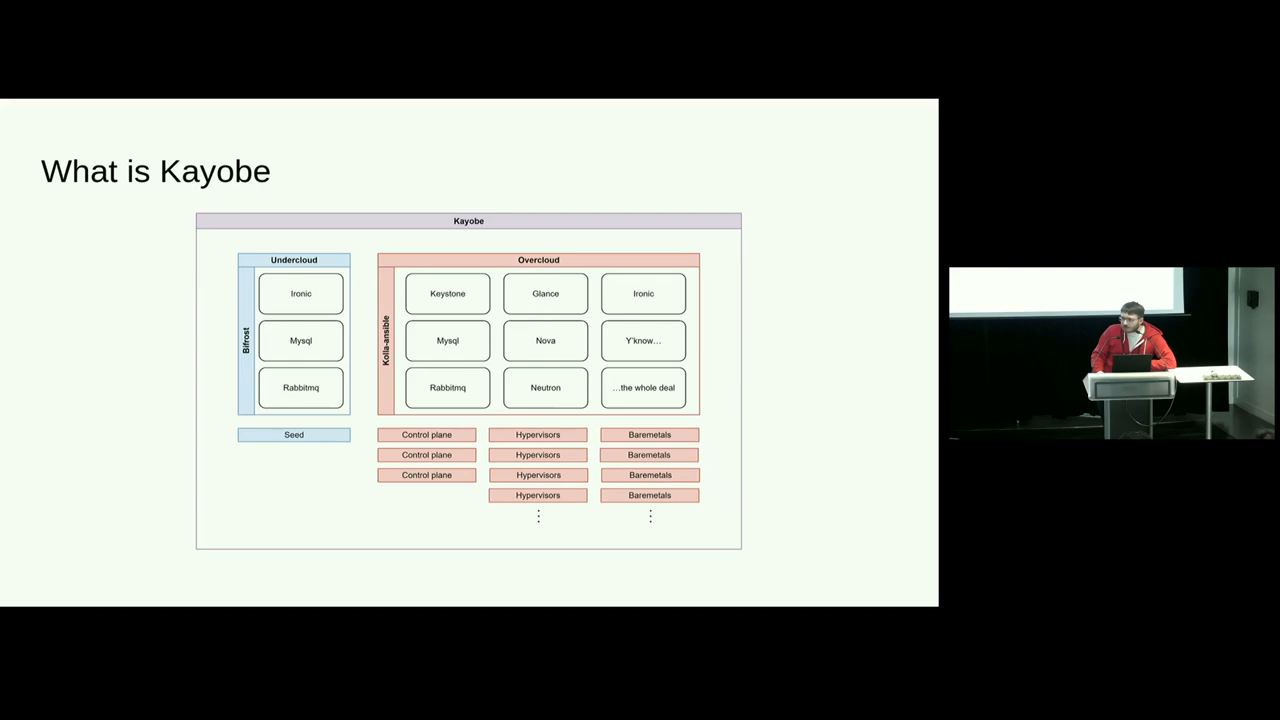 What is Kayobe
Kayobe
Undercloud
Bifrost
Ironic
Mysql
Rabbitmq
Seed
Overcloud
Kolla-ansible
Keystone
Glance
Ironic
Mysql
Nova
Y'know...
Rabbitmq
Neutron
...the whole deal
Control plane
Hypervisors
Baremetals
Control plane
Hypervisors
Baremetals
Control plane
Hypervisors
Baremetals
Hypervisors
Baremetals